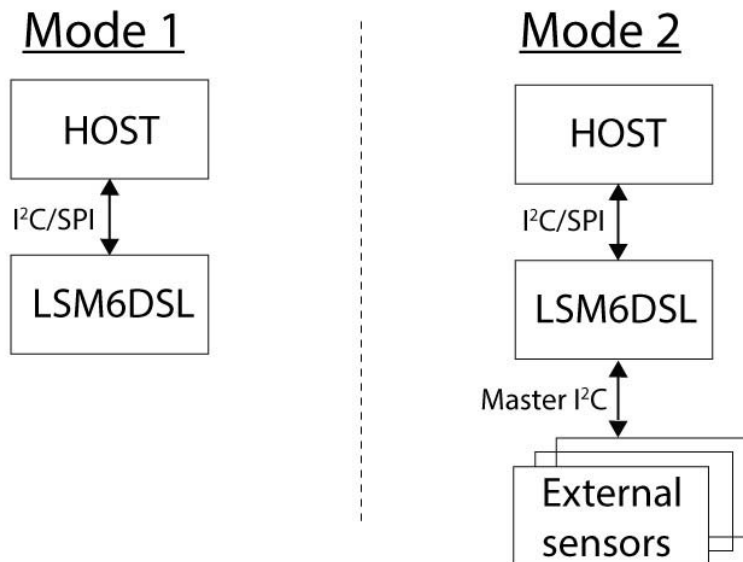 Mode 1
HOST
I²C/SPI
LSM6DSL
Mode 2
HOST
I²C/SPI
LSM6DSL
Master I²C
External
sensors